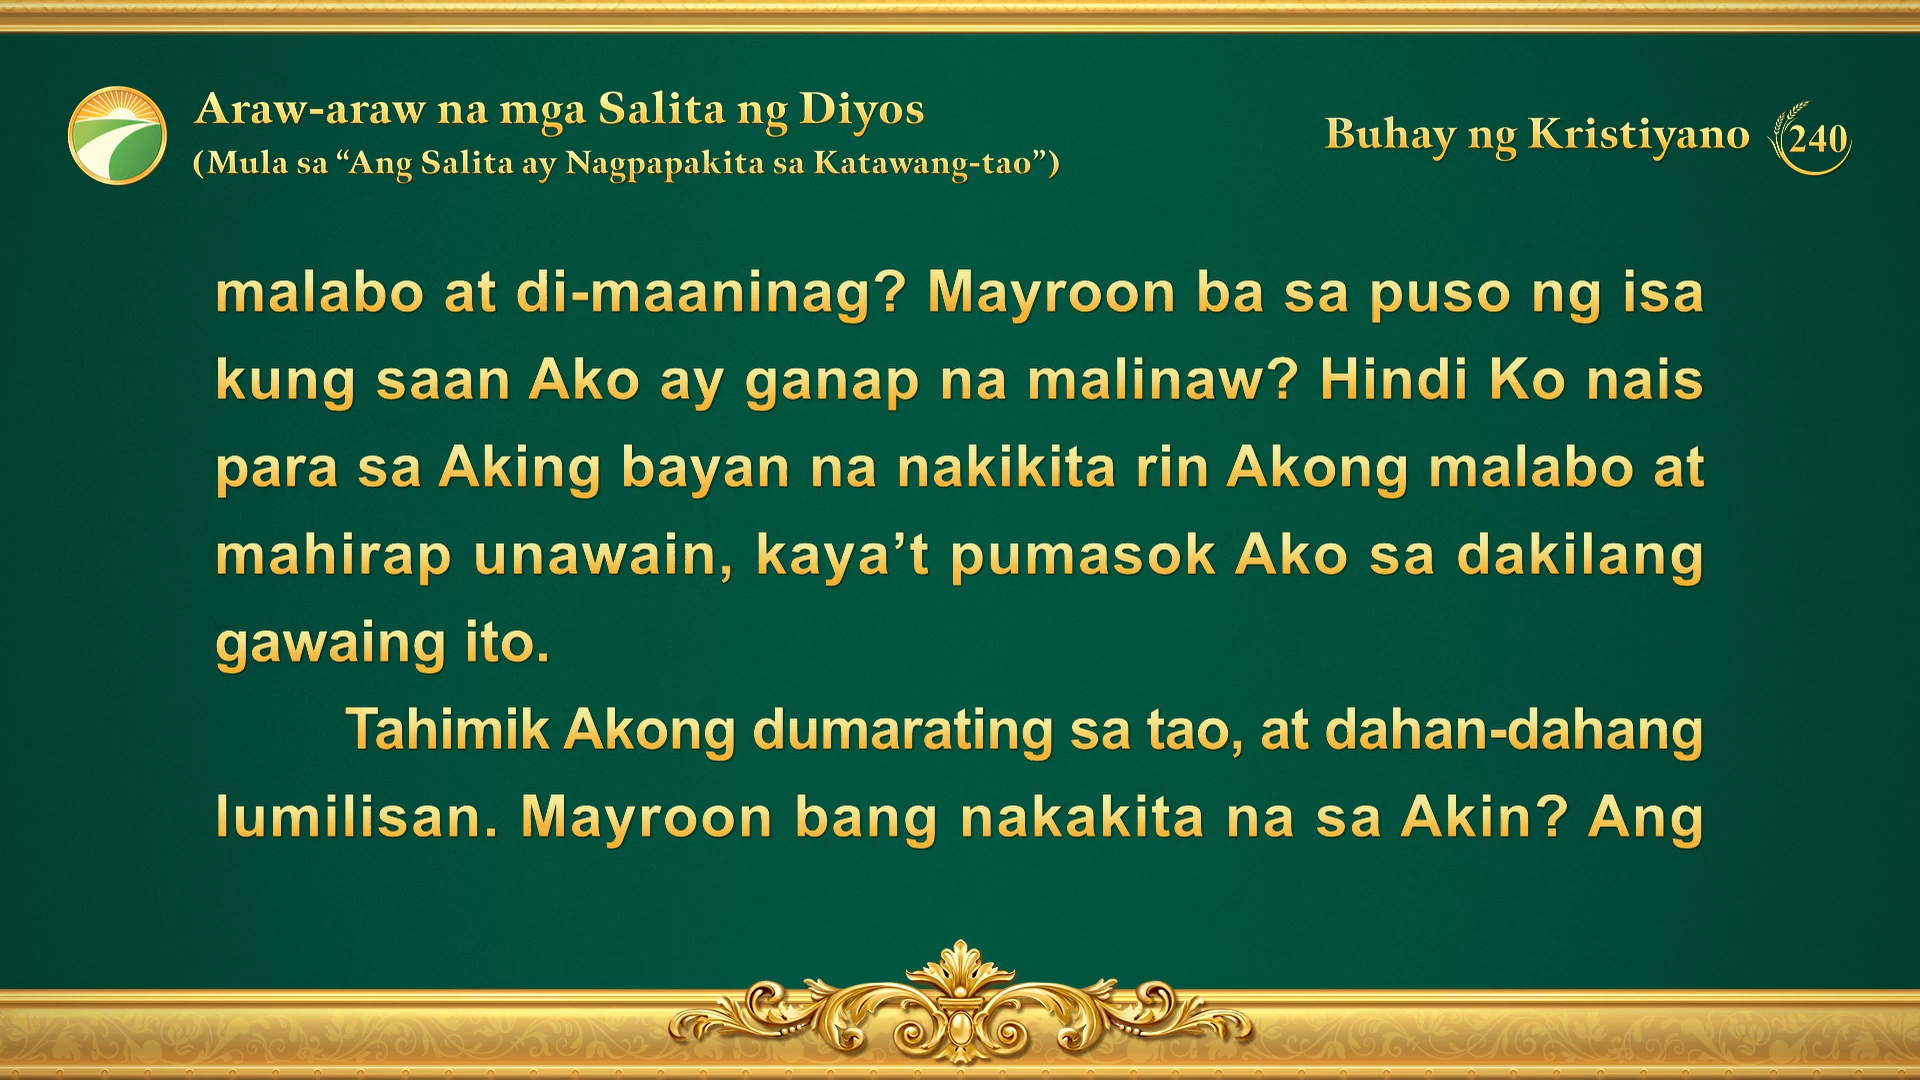 Araw-araw na mga Salita ng Diyos
(Mula sa “Ang Salita ay Nagpapakita sa Katawang-tao”)
Buhay ng Kristiyano 240
malabo at di-maaninag? Mayroon ba sa puso ng isa
kung saan Ako ay ganap na malinaw? Hindi Ko nais
para sa Aking bayan na nakikita rin Akong malabo at
mahirap unawain, kaya’t pumasok Ako sa dakilang
gawaing ito.
Tahimik Akong dumarating sa tao, at dahan-dahang
lumilisan. Mayroon bang nakakita na sa Akin? Ang